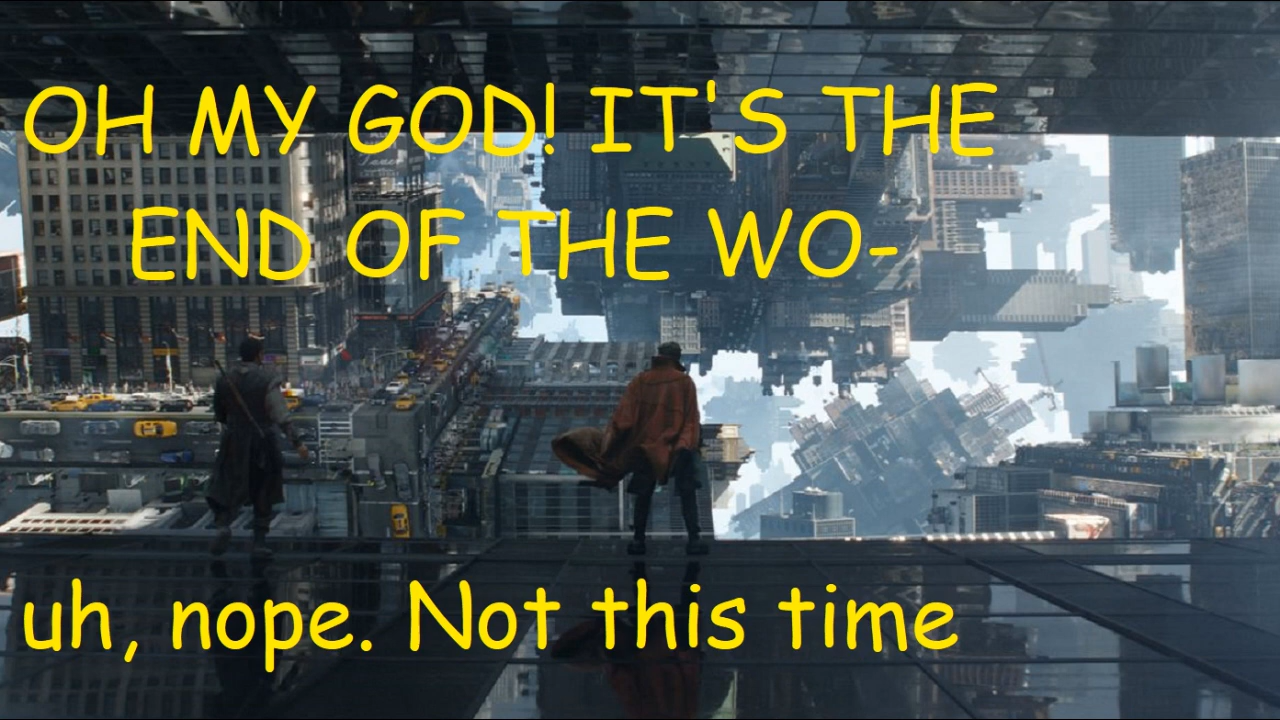 OH MY GOD! IT'S THE
END OF THE WO-
uh, nope. Not this time